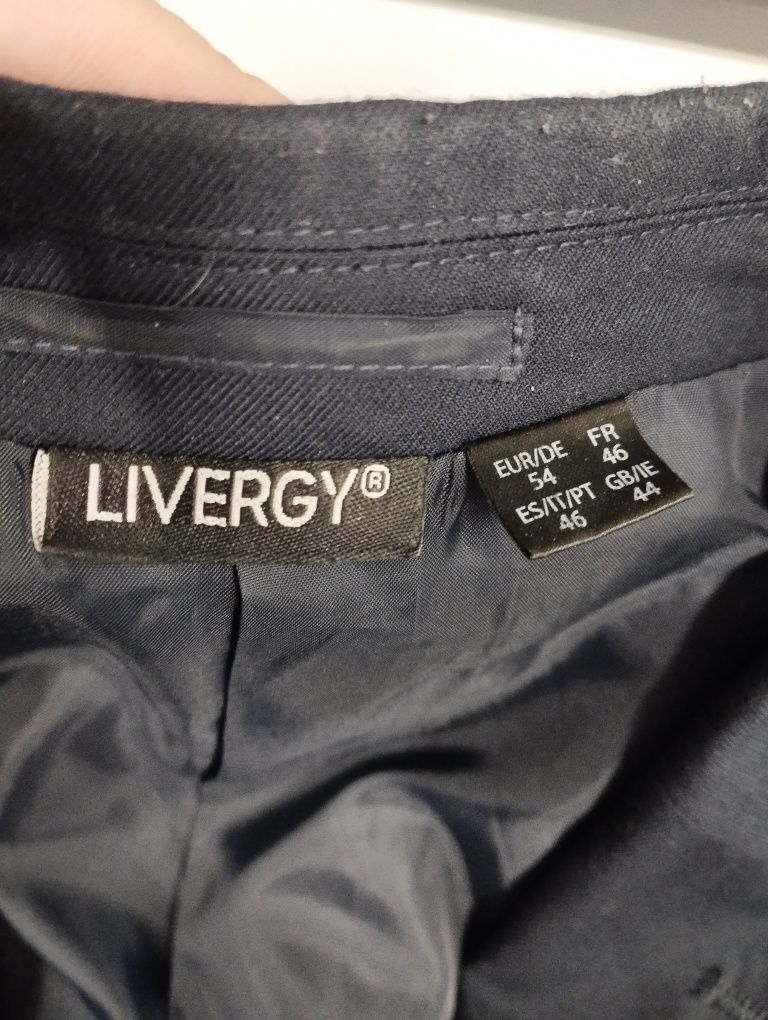 LIVERGY®
EUR/DE FR
54 46
ES/IT/PT GB/IE
46 44